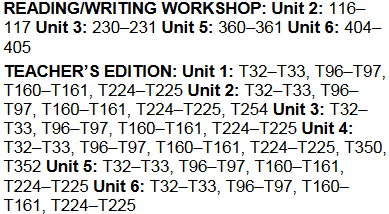 READING/WRITING WORKSHOP: Unit 2: 116–
117 Unit 3: 230–231 Unit 5: 360–361 Unit 6: 404–
405
TEACHER’S EDITION: Unit 1: T32–T33, T96–T97,
T160–T161, T224–T225 Unit 2: T32–T33, T96–
T97, T160–T161, T224–T225, T254 Unit 3: T32–
T33, T96–T97, T160–T161, T224–T225 Unit 4:
T32–T33, T96–T97, T160–T161, T224–T225, T350,
T352 Unit 5: T32–T33, T96–T97, T160–T161,
T224–T225 Unit 6: T32–T33, T96–T97, T160–
T161, T224–T225